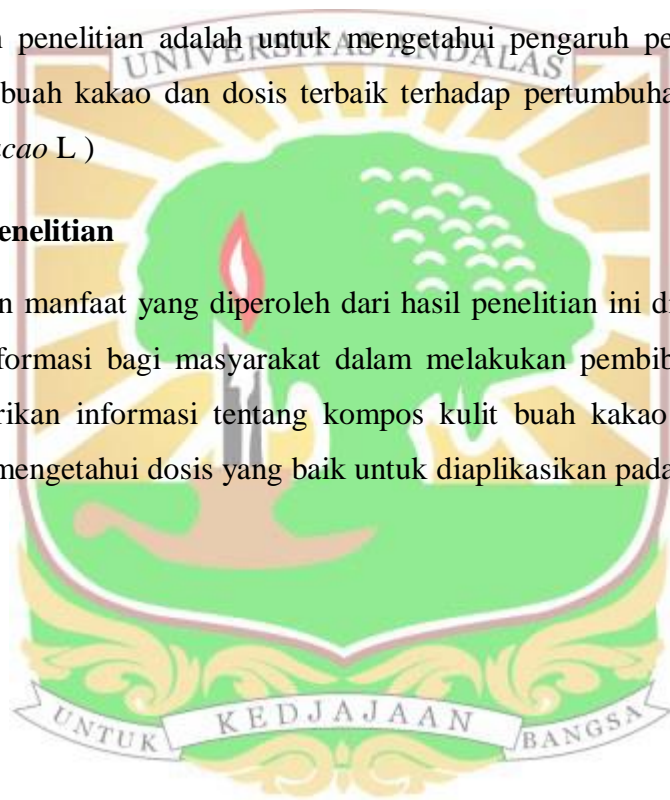 n penelitian adalah untuk mengetahui pengaruh pe
UNIVERSITAS ANDALAS
buah kakao dan dosis terbaik terhadap pertumbuha
cao L )
enelitian
n manfaat yang diperoleh dari hasil penelitian ini d
formasi bagi masyarakat dalam melakukan pembib
rikan informasi tentang kompos kulit buah kakao
mengetahui dosis yang baik untuk diaplikasikan pada
UNTUK KEDJAJAAN BANGSA